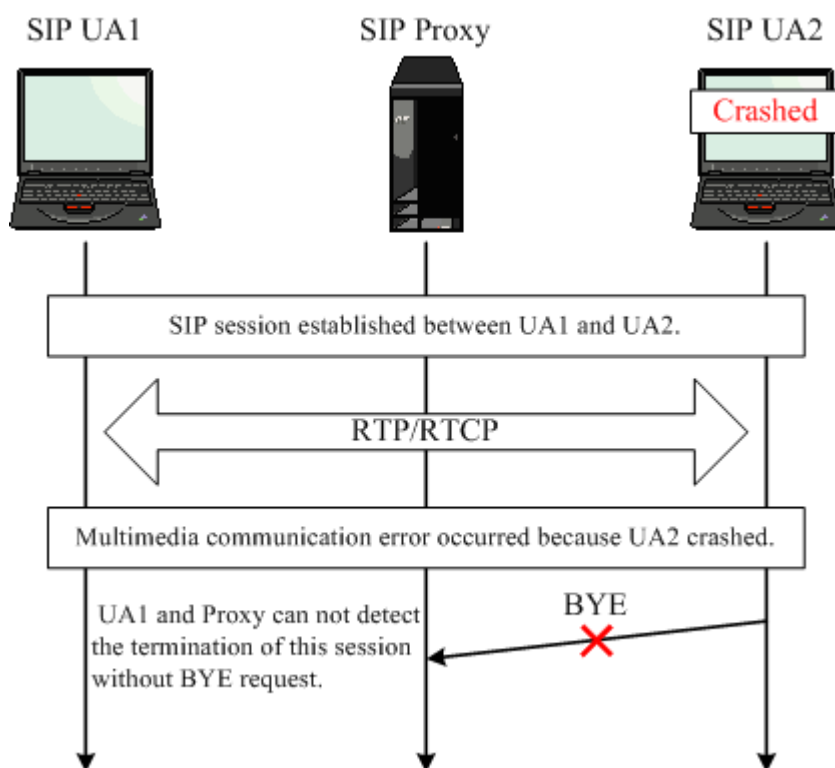 SIP UA1
SIP Proxy
SIP UA2
Crashed
SIP session established between UA1 and UA2.
RTP/RTCP
Multimedia communication error occurred because UA2 crashed.
UA1 and Proxy can not detect
the termination of this session
without BYE request.
BYE